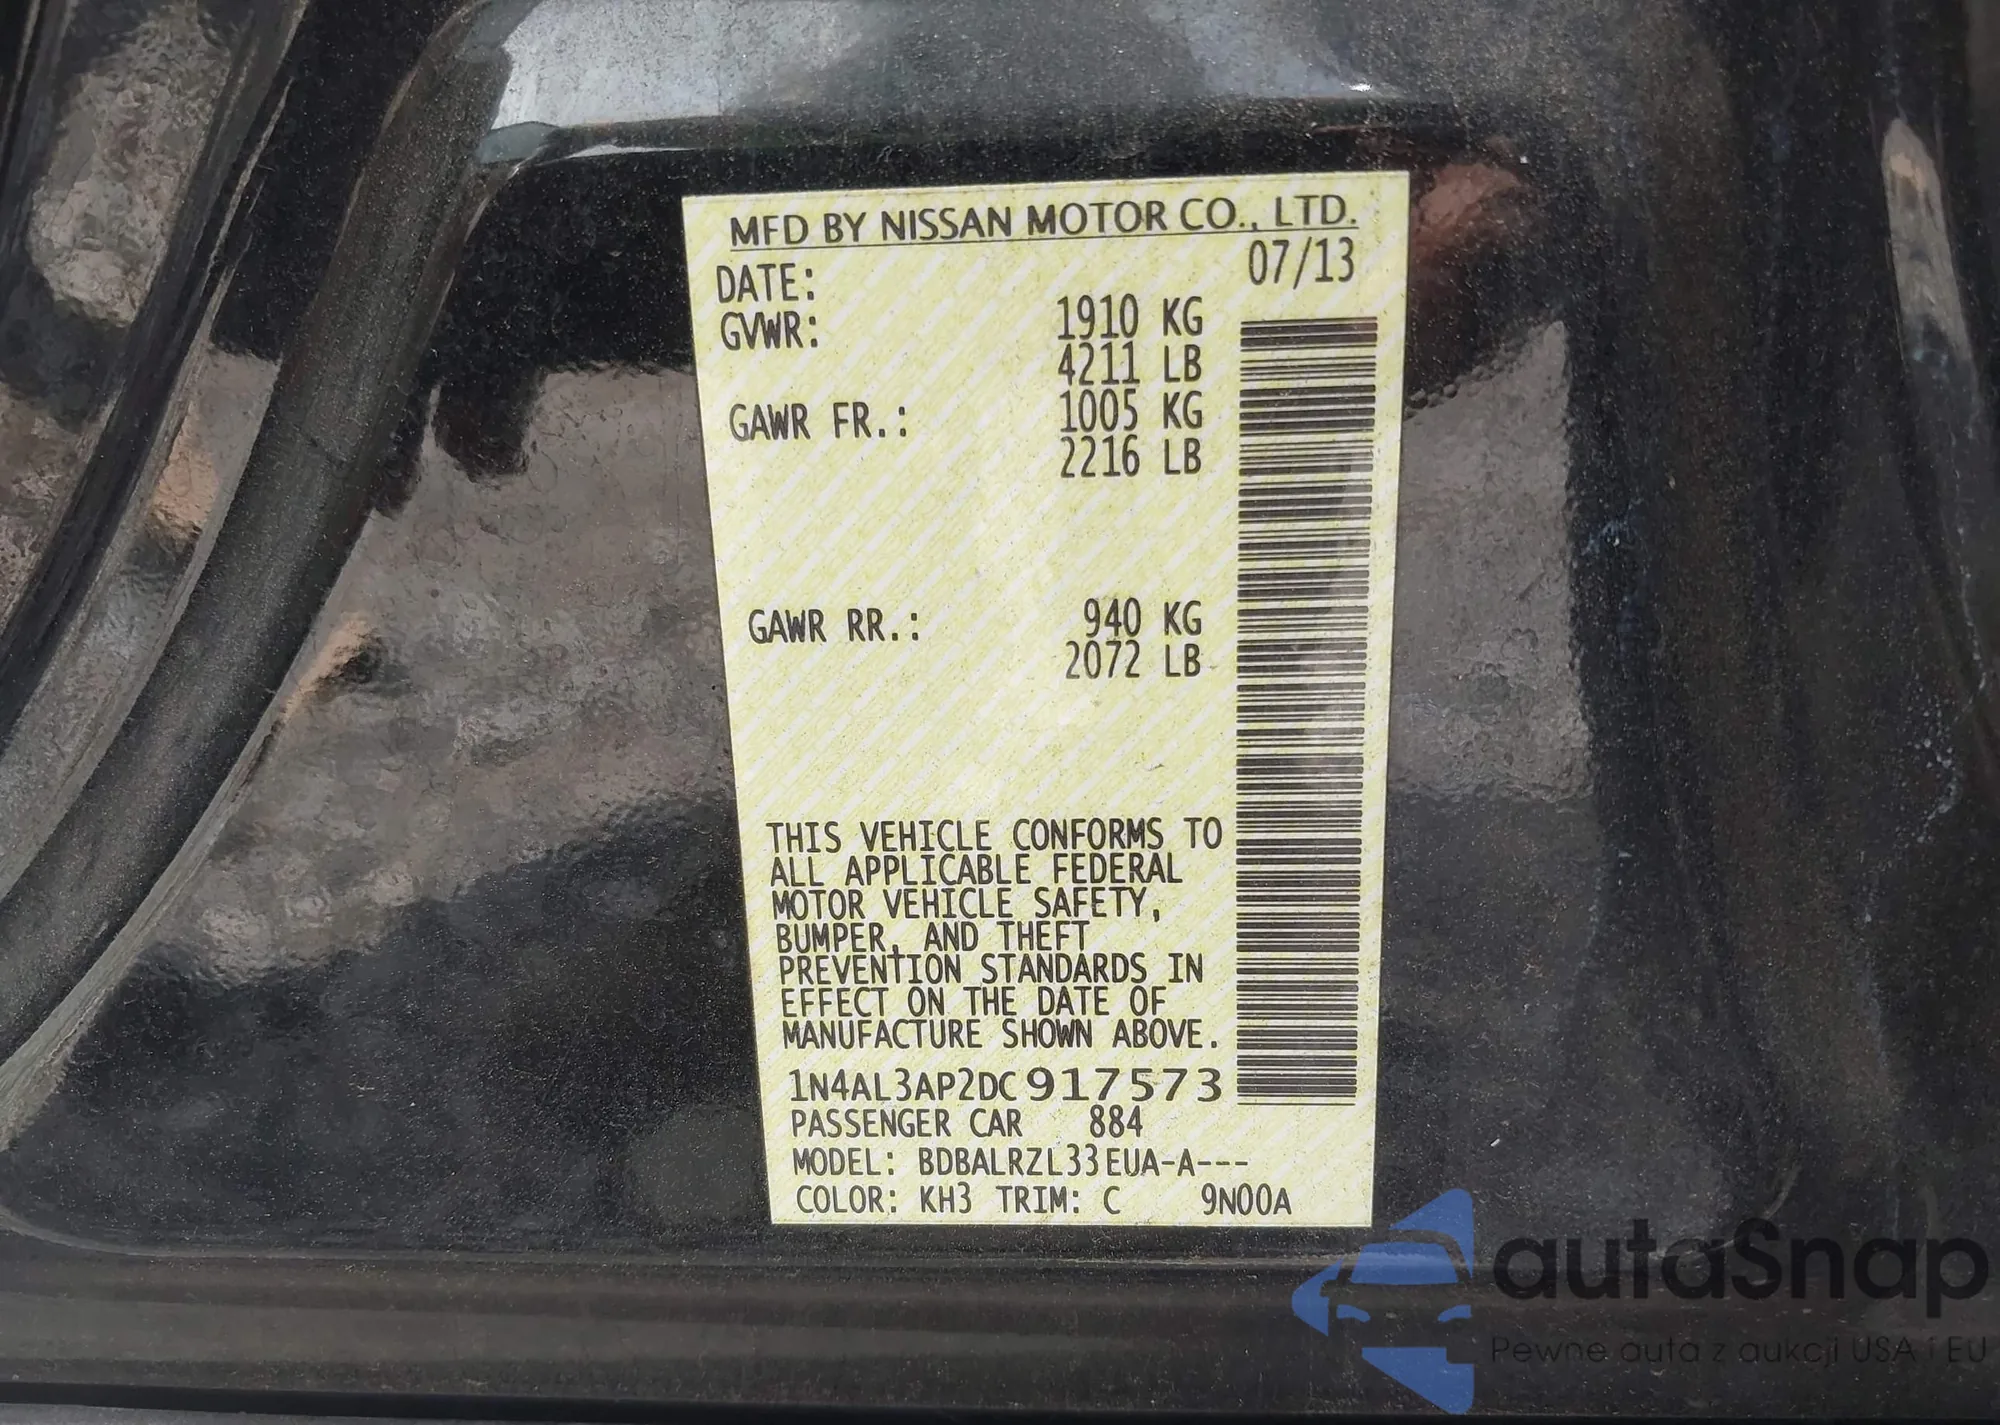 MFD BY NISSAN MOTOR CO., LTD.
DATE: 07/13
GVWR: 1910 KG
4211 LB
GAWR FR.: 1005 KG
2216 LB
GAWR RR.: 940 KG
2072 LB
THIS VEHICLE CONFORMS TO
ALL APPLICABLE FEDERAL
MOTOR VEHICLE SAFETY,
BUMPER, AND THEFT
PREVENTION STANDARDS IN
EFFECT ON THE DATE OF
MANUFACTURE SHOWN ABOVE.
1N4AL3AP2DC917573
PASSENGER CAR 884
MODEL: BDBALRZL33EUA-A---
COLOR: KH3 TRIM: C 9N00A
autaSnap
Pewne auta z aukcji USA i EU